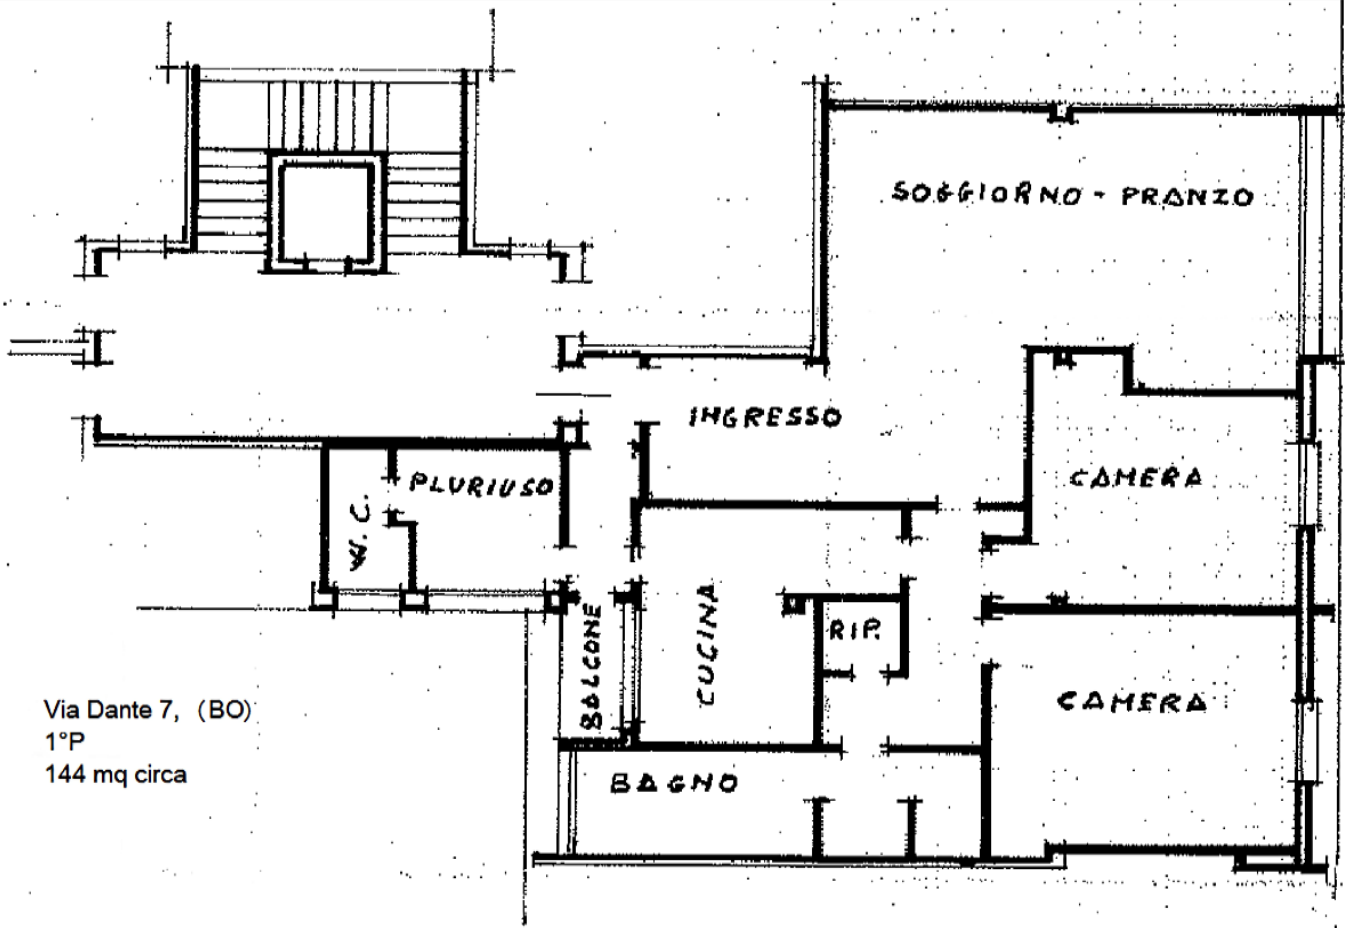 SOGGIORNO - PRANZO
INGRESSO
CAMERA
PLURIUSO
W. C.
BALCONE
CUCINA
RIP.
CAMERA
BAGNO
Via Dante 7, (BO)
1°P
144 mq circa